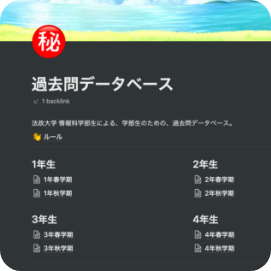 ㊙
過去問データベース
↙ 1 backlink
法政大学 情報科学部生による、学部生のための、過去問データベース。
👋 ルール
1年生
1年春学期
1年秋学期
2年生
2年春学期
2年秋学期
3年生
3年春学期
3年秋学期
4年生
4年春学期
4年秋学期